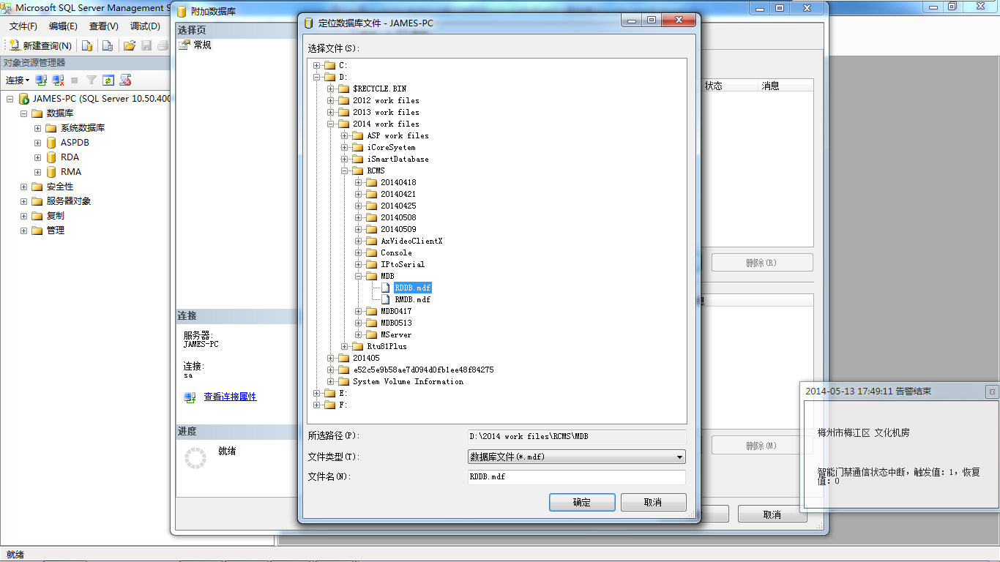 Microsoft SQL Server Management S
文件(F) 编辑(E) 查看(V) 调试(D)
新建查询(N)
对象资源管理器
连接
JAMES-PC (SQL Server 10.50.400
数据库
系统数据库
ASPDB
RDA
RMA
安全性
服务器对象
复制
管理
就绪
附加数据库
选择页
常规
连接
服务器:
JAMES-PC
连接:
sa
查看连接属性
进度
就绪
状态 消息
删除(R)
息
删除(M)
取消
定位数据库文件 - JAMES-PC
选择文件(S):
C:
D:
$RECYCLE.BIN
2012 work files
2013 work files
2014 work files
ASP work files
iCoreSyetem
iSmartDatabase
RCMS
20140418
20140421
20140425
20140508
20140509
AxVideoClientX
Console
IPtoSerial
MDB
RDDB.mdf
RMDB.mdf
MDB0417
MDB0513
MServer
Rtu81Plus
201405
e52c5e9b58ae7d094d0fb1ee48f84275
System Volume Information
E:
F:
所选路径(P): D:\2014 work files\RCMS\MDB
文件类型(T): 数据库文件(*.mdf)
文件名(N): RDDB.mdf
确定 取消
2014-05-13 17:49:11 告警结束
梅州市梅江区 文化机房
智能门禁通信状态中断，触发值：1，恢复
值：0